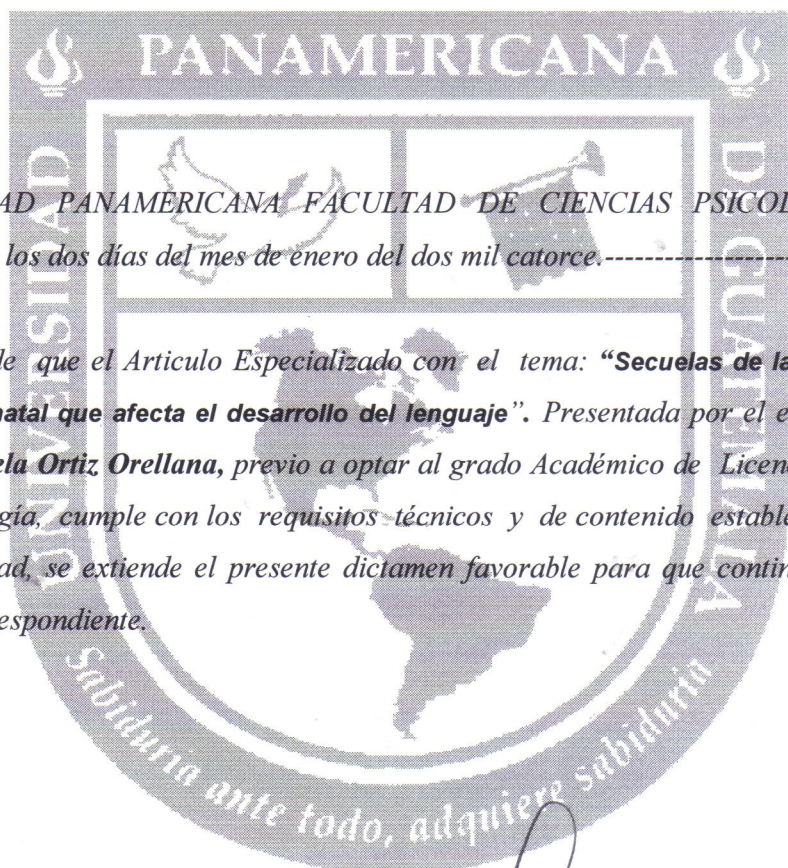 PANAMERICANA
UNIVERSIDAD
DE GUATEMALA
AD PANAMERICANA FACULTAD DE CIENCIAS PSICOL
los dos días del mes de enero del dos mil catorce.--------------------
de que el Articulo Especializado con el tema: “Secuelas de la
natal que afecta el desarrollo del lenguaje”. Presentada por el e
ela Ortiz Orellana, previo a optar al grado Académico de Licen
gía, cumple con los requisitos técnicos y de contenido estable
ad, se extiende el presente dictamen favorable para que contin
espondiente.
Sabiduría ante todo, adquiere sabiduría